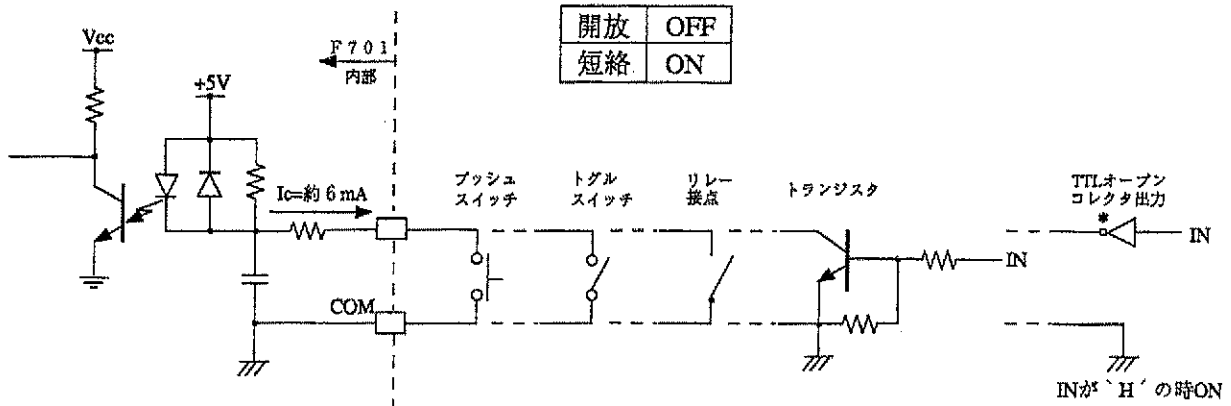 開放 OFF
短絡 ON
Vcc
+5V
F701
内部
Ic=約6mA
COM
プッシュ
スイッチ
トグル
スイッチ
リレー
接点
トランジスタ
IN
TTLオープン
コレクタ出力
*
IN
INが`H´の時ON